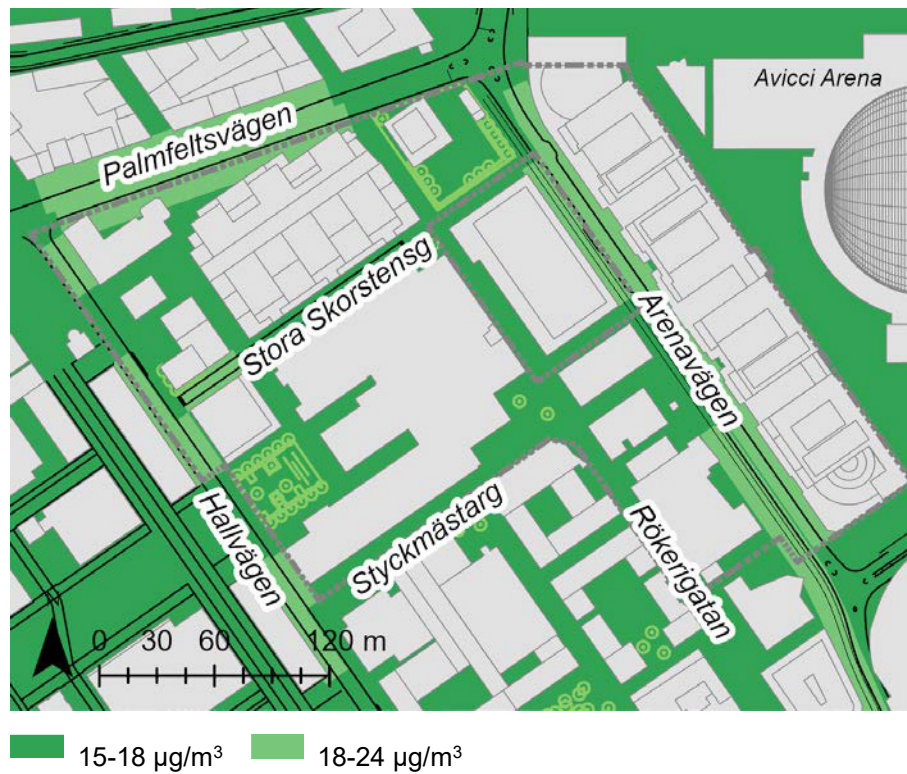 Avicci Arena
Palmfeltsvägen
Stora Skorstensg
Arenavägen
Hallvägen
Styckmästarg
Rökerigatan
0 30 60 120 m
15-18 µg/m³ 18-24 µg/m³